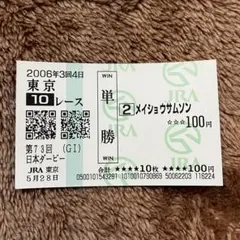 2006年3回4日
東京
10レース
第73回 (GⅠ)
日本ダービー
JRA 東京
5月28日
WIN
単勝
WIN
2 メイショウサムソン
☆☆☆100円
JRA
合計 ☆☆☆☆10枚 ☆☆☆☆100円